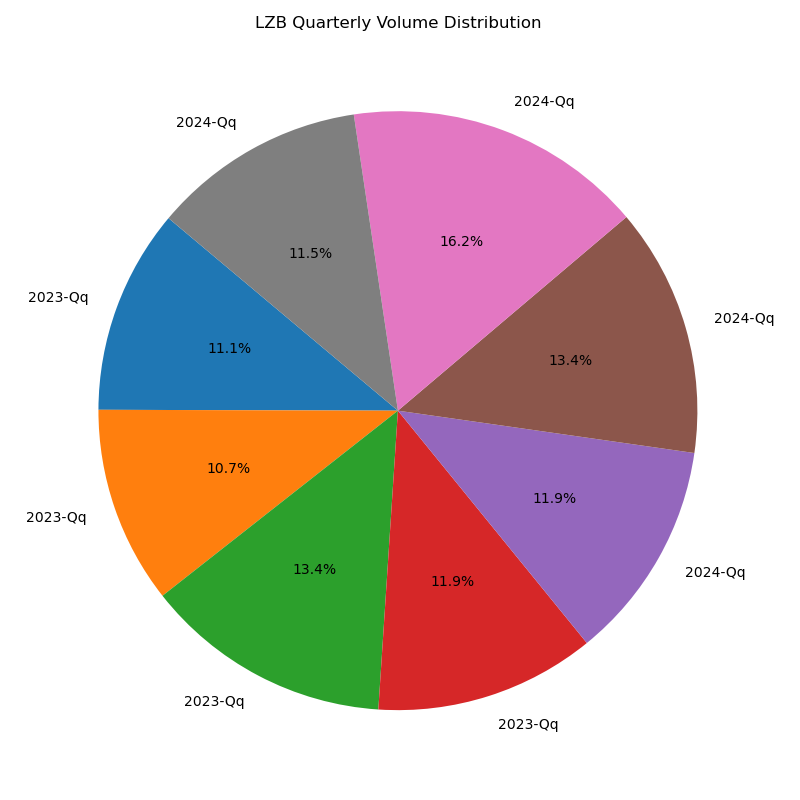 LZB Quarterly Volume Distribution
2024-Qq
2024-Qq
16.2%
11.5%
2023-Qq
2024-Qq
11.1%
13.4%
10.7%
11.9%
2023-Qq
13.4%
11.9%
2024-Qq
2023-Qq
2023-Qq